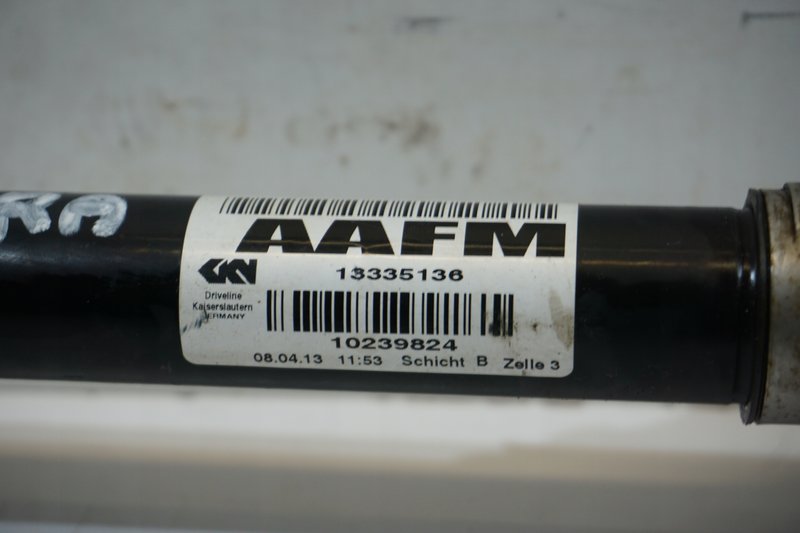 AAFM
13335136
GKN
Driveline
Kaiserslautern
GERMANY
10239824
08.04.13 11:53 Schicht B Zelle 3